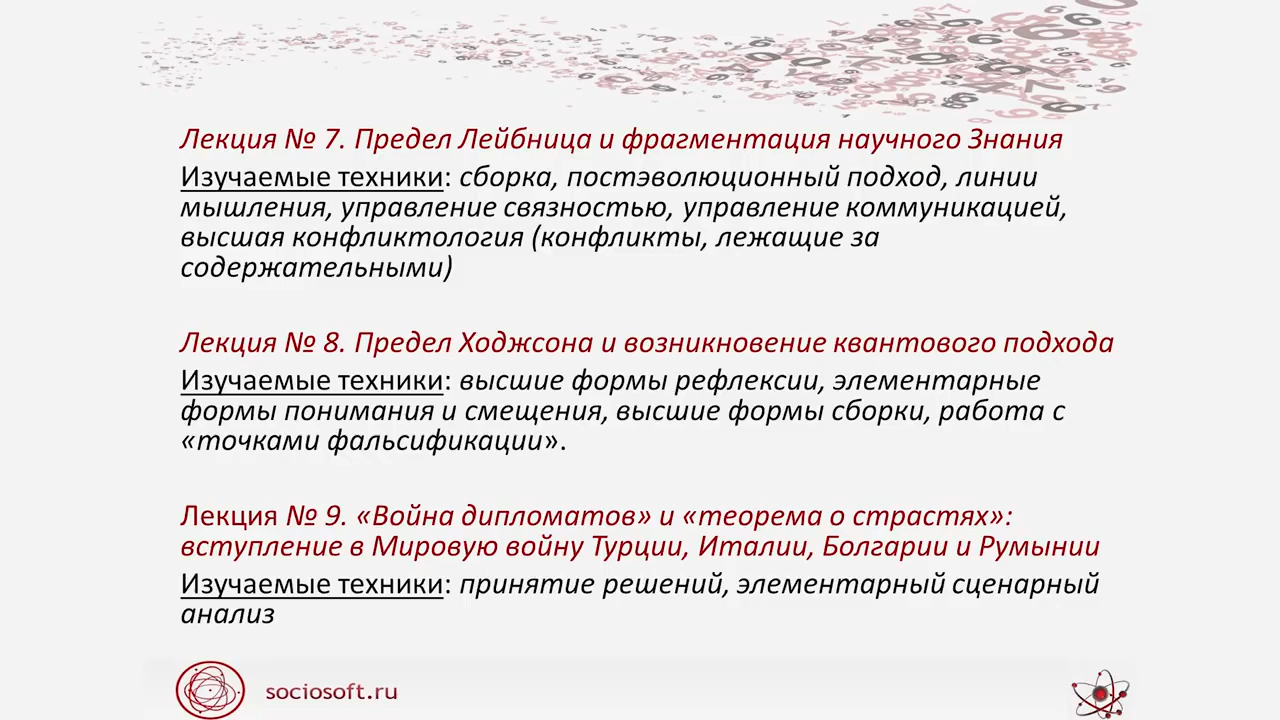 Лекция № 7. Предел Лейбница и фрагментация научного Знания
Изучаемые техники: сборка, постэволюционный подход, линии
мышления, управление связностью, управление коммуникацией,
высшая конфликтология (конфликты, лежащие за
содержательными)
Лекция № 8. Предел Ходжсона и возникновение квантового подхода
Изучаемые техники: высшие формы рефлексии, элементарные
формы понимания и смещения, высшие формы сборки, работа с
«точками фальсификации».
Лекция № 9. «Война дипломатов» и «теорема о страстях»:
вступление в Мировую войну Турции, Италии, Болгарии и Румынии
Изучаемые техники: принятие решений, элементарный сценарный
анализ
sociosoft.ru